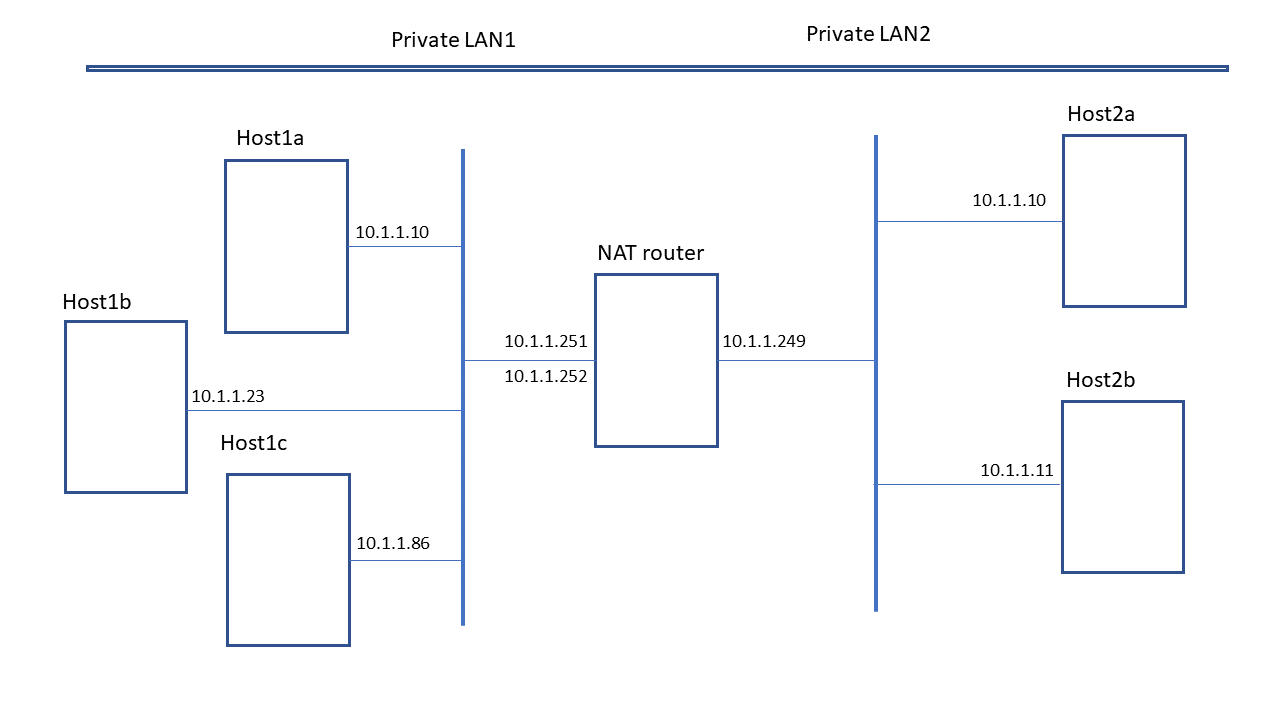 Private LAN1
Private LAN2
Host1a
10.1.1.10
Host1b
10.1.1.23
Host1c
10.1.1.86
NAT router
10.1.1.251
10.1.1.252
10.1.1.249
Host2a
10.1.1.10
Host2b
10.1.1.11